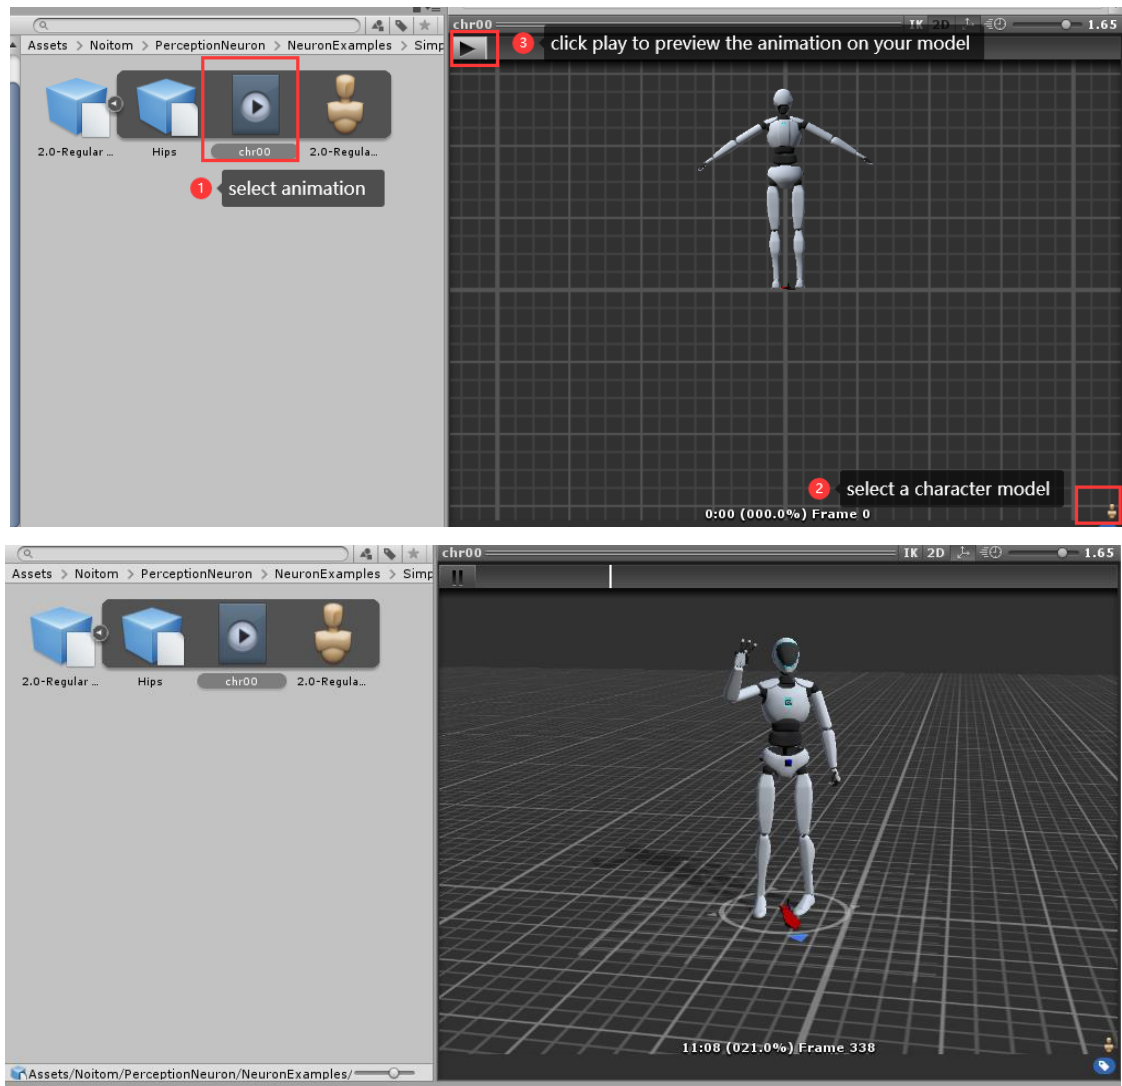 chr00
IK 2D 1.65
Assets > Noitom > PerceptionNeuron > NeuronExamples > Simp
3 click play to preview the animation on your model
2.0-Regular ... Hips chr00 2.0-Regula...
1 select animation
2 select a character model
0:00 (000.0%) Frame 0
chr00
IK 2D 1.65
Assets > Noitom > PerceptionNeuron > NeuronExamples > Simp
2.0-Regular ... Hips chr00 2.0-Regula...
11:08 (021.0%) Frame 338
Assets/Noitom/PerceptionNeuron/NeuronExamples/